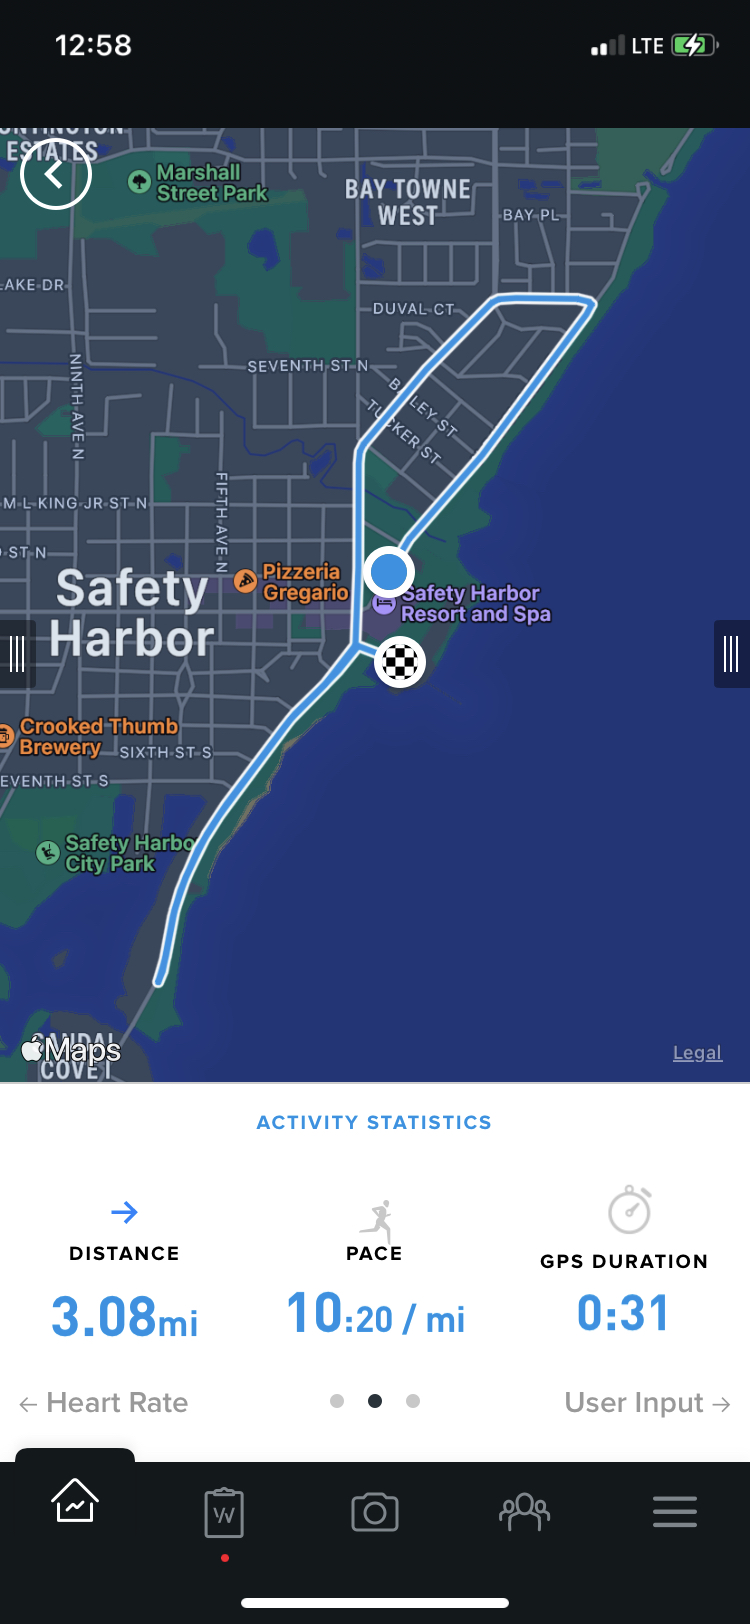 12:58
LTE
ESTATES
Marshall
Street Park
BAY TOWNE
WEST
BAY PL
LAKE DR
DUVAL CT
SEVENTH ST N
NINTH AVE N
TUCKER ST
M L KING JR ST N
FIFTH AVE N
ST N
Pizzeria
Gregario
Safety
Harbor
Safety Harbor
Resort and Spa
Crooked Thumb
Brewery
SIXTH ST S
EVENTH ST S
Safety Harbo
City Park
Maps
COVE
Legal
ACTIVITY STATISTICS
DISTANCE
PACE
GPS DURATION
3.08mi
10:20 / mi
0:31
← Heart Rate
User Input →